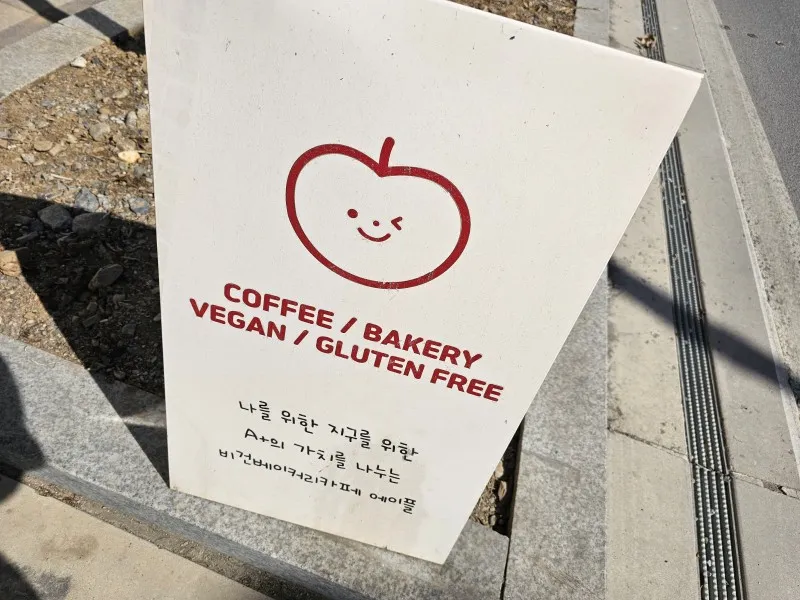 COFFEE / BAKERY
VEGAN / GLUTEN FREE
나를 위한 지구를 위한
A+의 가치를 나누는
비건베이커리카페 에이플